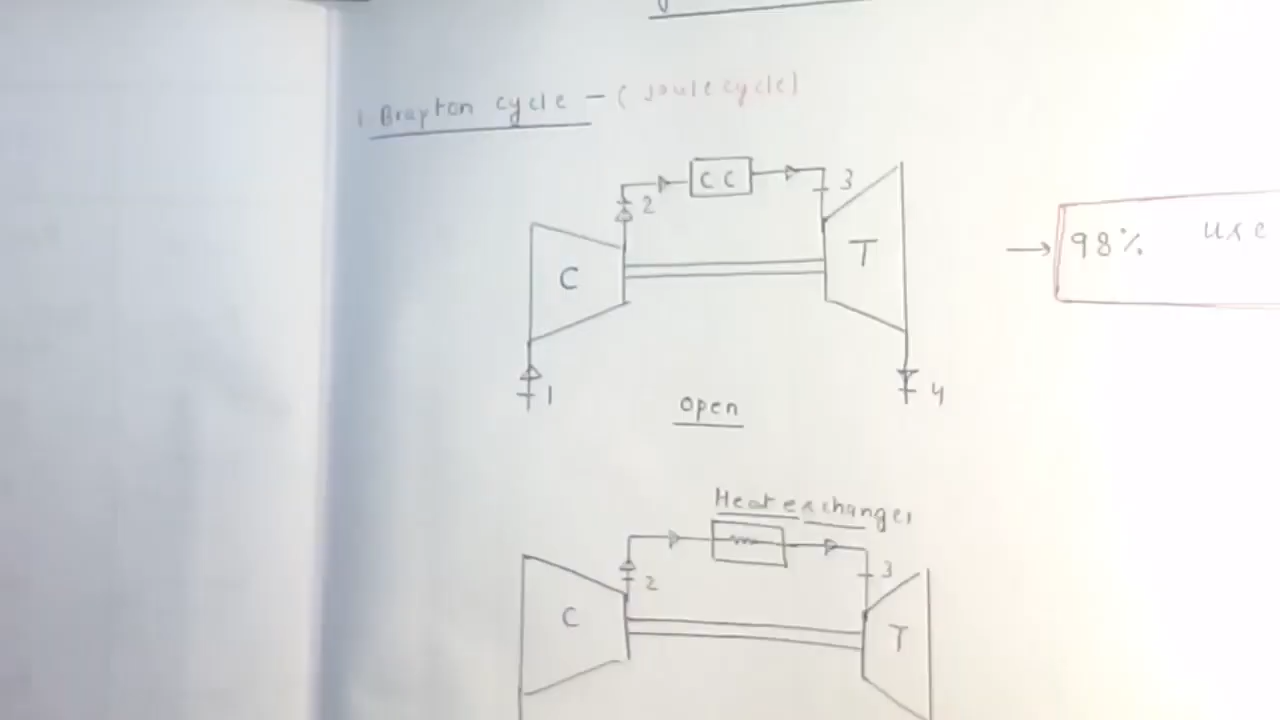 1. Brayton cycle – (Joule cycle)
CC
3
2
C
T
→ 98% use
1
4
open
Heat exchanger
2
3
C
T